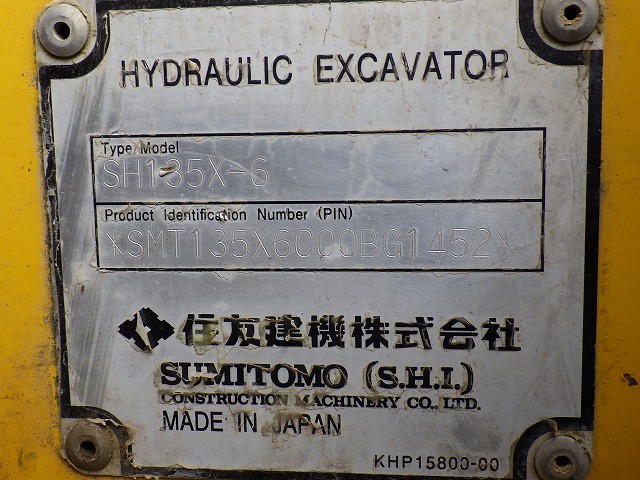 HYDRAULIC EXCAVATOR
Type/Model
SH135X-6
Product Identification Number (PIN)
*SMT135X6C00BG1452*
住友建機株式会社
SUMITOMO (S.H.I.)
CONSTRUCTION MACHINERY CO., LTD.
MADE IN JAPAN
KHP15800-00